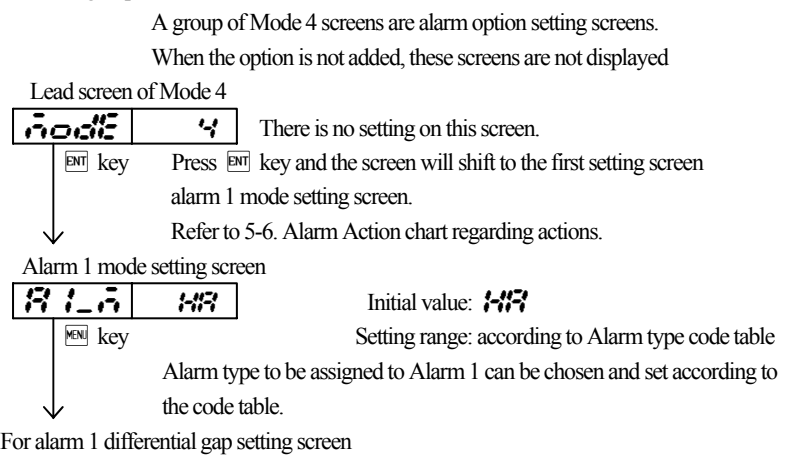 A group of Mode 4 screens are alarm option setting screens.
When the option is not added, these screens are not displayed
Lead screen of Mode 4
modE 4 There is no setting on this screen.
ENT key Press ENT key and the screen will shift to the first setting screen
alarm 1 mode setting screen.
Refer to 5-6. Alarm Action chart regarding actions.
Alarm 1 mode setting screen
A1_m HA Initial value: HA
MENU key Setting range: according to Alarm type code table
Alarm type to be assigned to Alarm 1 can be chosen and set according to
the code table.
For alarm 1 differential gap setting screen